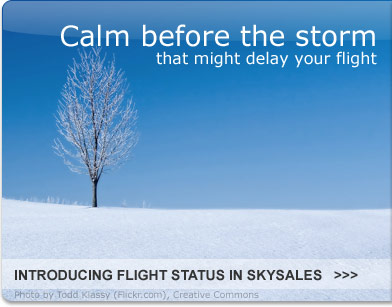 Calm before the storm
that might delay your flight
INTRODUCING FLIGHT STATUS IN SKYSALES >>>
Photo by Todd Klassy (Flickr.com), Creative Commons